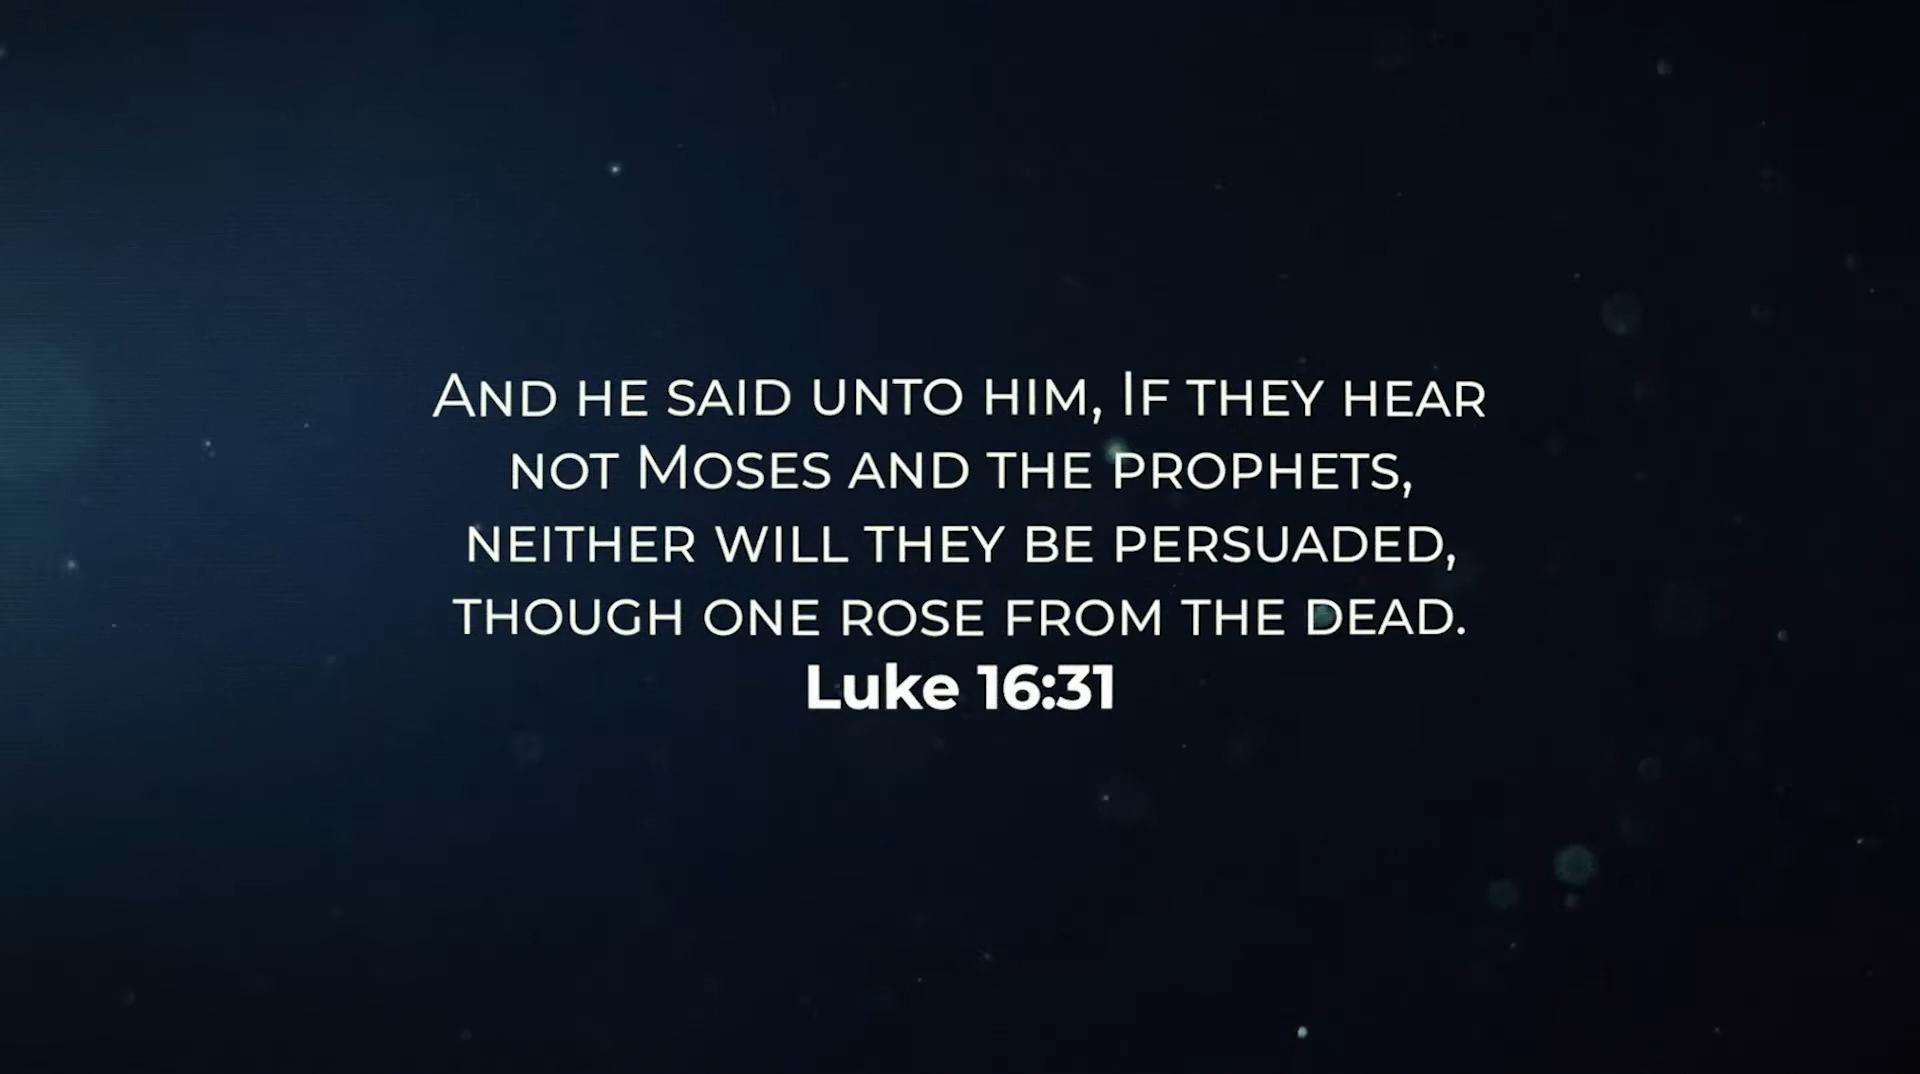 And he said unto him, If they hear
not Moses and the prophets,
neither will they be persuaded,
though one rose from the dead.
Luke 16:31